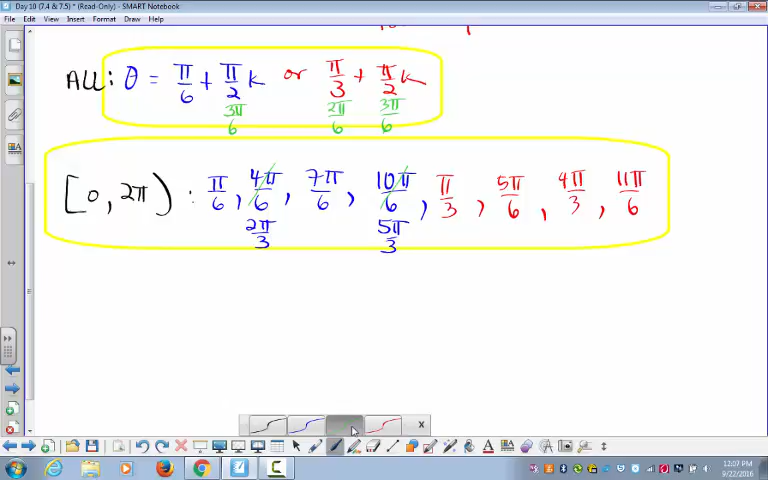 Day 10 (7.4 & 7.5) * (Read-Only) - SMART Notebook
File Edit View Insert Format Draw Help
ALL: θ = π/6 + π/2 k or π/3 + π/2 k
3π/6 2π/6 3π/6
[0, 2π) : π/6, 4π/6, 7π/6, 10π/6, π/3, 5π/6, 4π/3, 11π/6
2π/3 5π/3
x
12:07 PM
9/22/2016